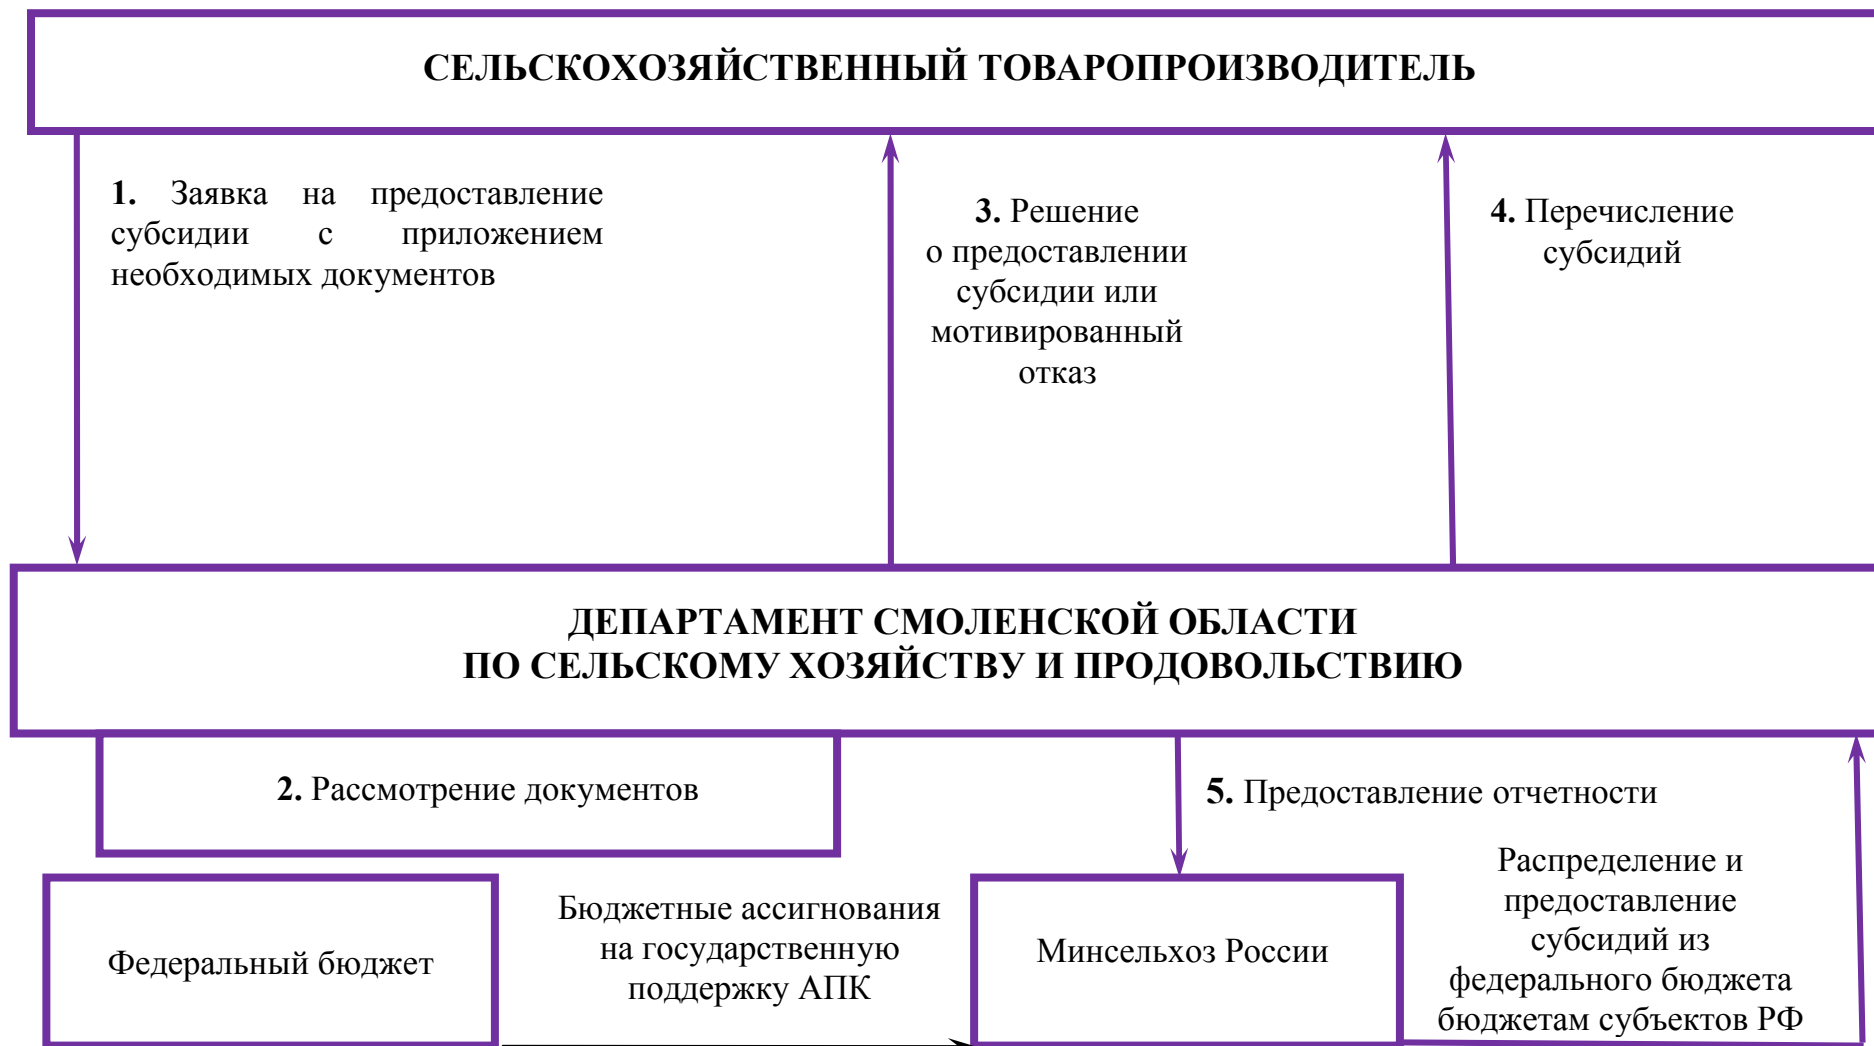 СЕЛЬСКОХОЗЯЙСТВЕННЫЙ ТОВАРОПРОИЗВОДИТЕЛЬ
1. Заявка на предоставление
субсидии с приложением
необходимых документов
3. Решение
о предоставлении
субсидии или
мотивированный
отказ
4. Перечисление
субсидий
ДЕПАРТАМЕНТ СМОЛЕНСКОЙ ОБЛАСТИ
ПО СЕЛЬСКОМУ ХОЗЯЙСТВУ И ПРОДОВОЛЬСТВИЮ
2. Рассмотрение документов
5. Предоставление отчетности
Федеральный бюджет
Бюджетные ассигнования
на государственную
поддержку АПК
Минсельхоз России
Распределение и
предоставление
субсидий из
федерального бюджета
бюджетам субъектов РФ